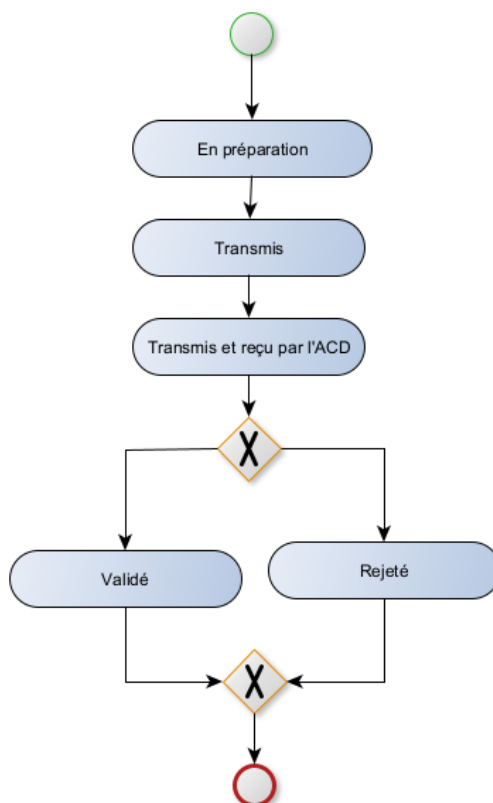 En préparation
Transmis
Transmis et reçu par l'ACD
X
Validé
Rejeté
X